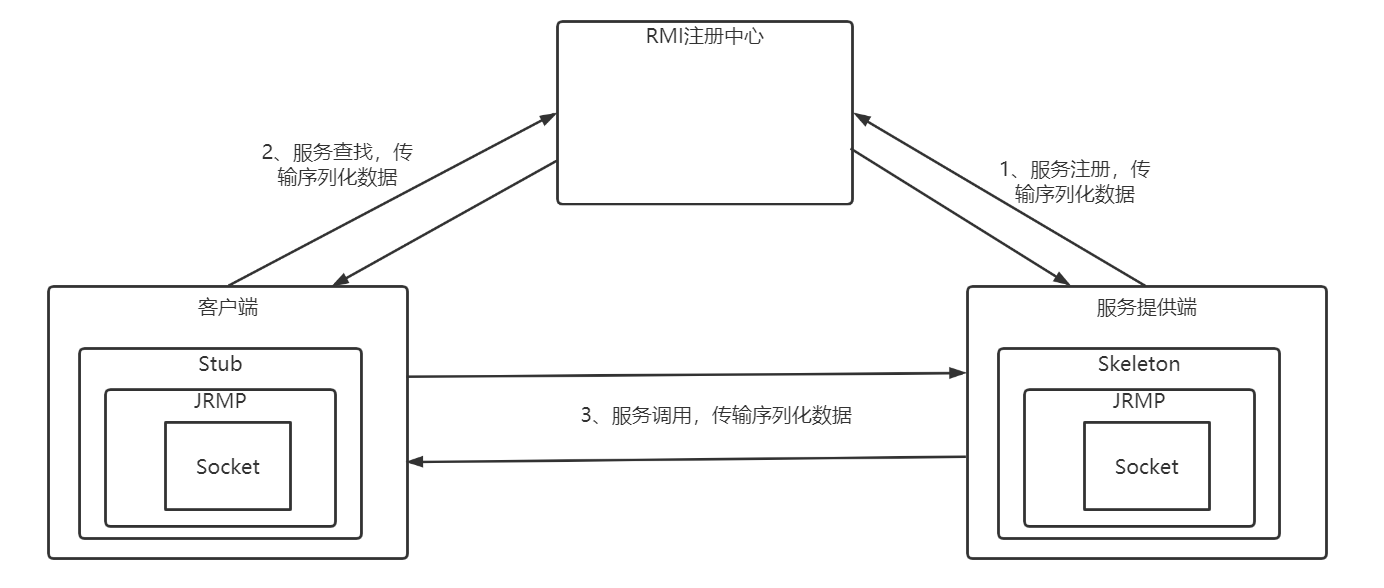 RMI注册中心
2、服务查找，传
输序列化数据
1、服务注册，传
输序列化数据
客户端
服务提供端
Stub
Skeleton
JRMP
JRMP
3、服务调用，传输序列化数据
Socket
Socket